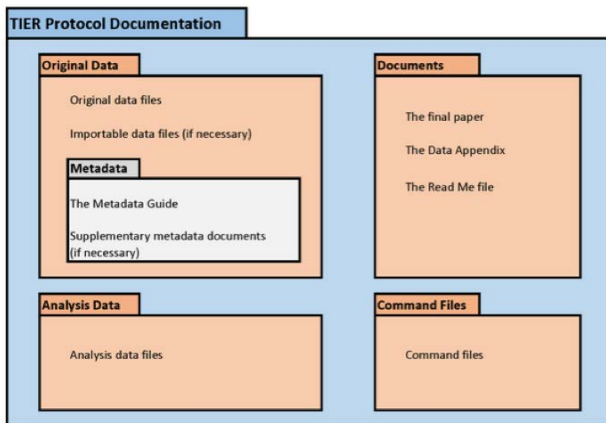 TIER Protocol Documentation
Original Data
Original data files
Importable data files (if necessary)
Metadata
The Metadata Guide
Supplementary metadata documents
(if necessary)
Documents
The final paper
The Data Appendix
The Read Me file
Analysis Data
Analysis data files
Command Files
Command files